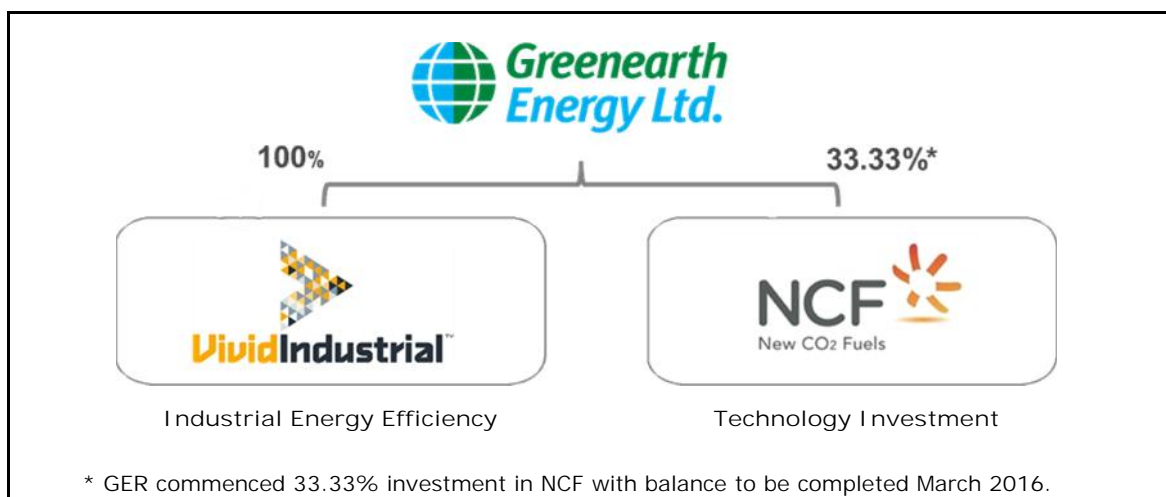 Greenearth
Energy Ltd.
100%
33.33%*
VividIndustrial™
NCF
New CO2 Fuels
Industrial Energy Efficiency
Technology Investment
* GER commenced 33.33% investment in NCF with balance to be completed March 2016.